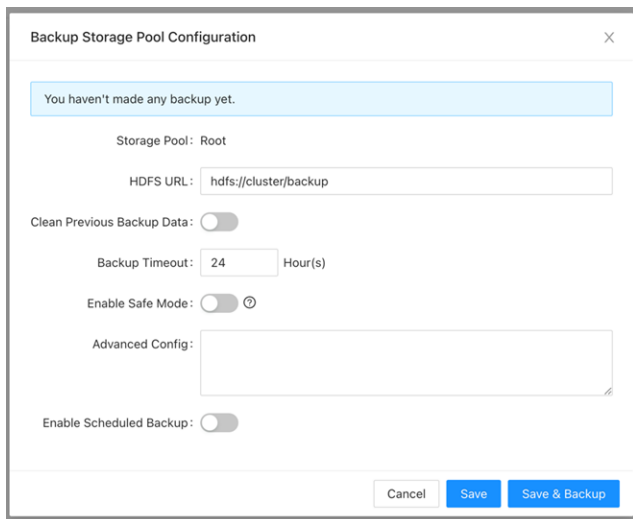 Backup Storage Pool Configuration
You haven't made any backup yet.
Storage Pool: Root
HDFS URL: hdfs://cluster/backup
Clean Previous Backup Data:
Backup Timeout: 24 Hour(s)
Enable Safe Mode: ?
Advanced Config:
Enable Scheduled Backup:
Cancel Save Save & Backup